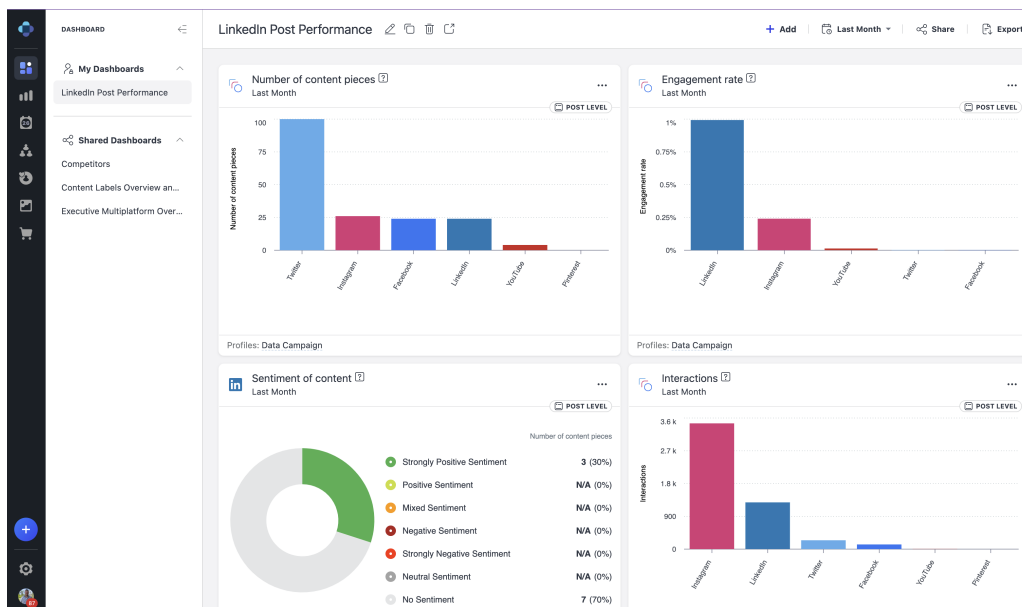 DASHBOARD
LinkedIn Post Performance
+ Add
Last Month
Share
Export
My Dashboards
LinkedIn Post Performance
Shared Dashboards
Competitors
Content Labels Overview an...
Executive Multiplatform Over...
87
Number of content pieces ?
Last Month
...
POST LEVEL
Number of content pieces
100
75
50
25
0
Twitter
Instagram
Facebook
LinkedIn
YouTube
Pinterest
Profiles: Data Campaign
Engagement rate ?
Last Month
...
POST LEVEL
Engagement rate
1%
0.75%
0.5%
0.25%
0%
LinkedIn
Instagram
YouTube
Twitter
Facebook
Profiles: Data Campaign
in
Sentiment of content ?
Last Month
...
POST LEVEL
Number of content pieces
Strongly Positive Sentiment 3 (30%)
Positive Sentiment N/A (0%)
Mixed Sentiment N/A (0%)
Negative Sentiment N/A (0%)
Strongly Negative Sentiment N/A (0%)
Neutral Sentiment N/A (0%)
No Sentiment 7 (70%)
Interactions ?
Last Month
...
POST LEVEL
Interactions
3.6 k
2.7 k
1.8 k
900
0
Instagram
LinkedIn
Twitter
Facebook
YouTube
Pinterest